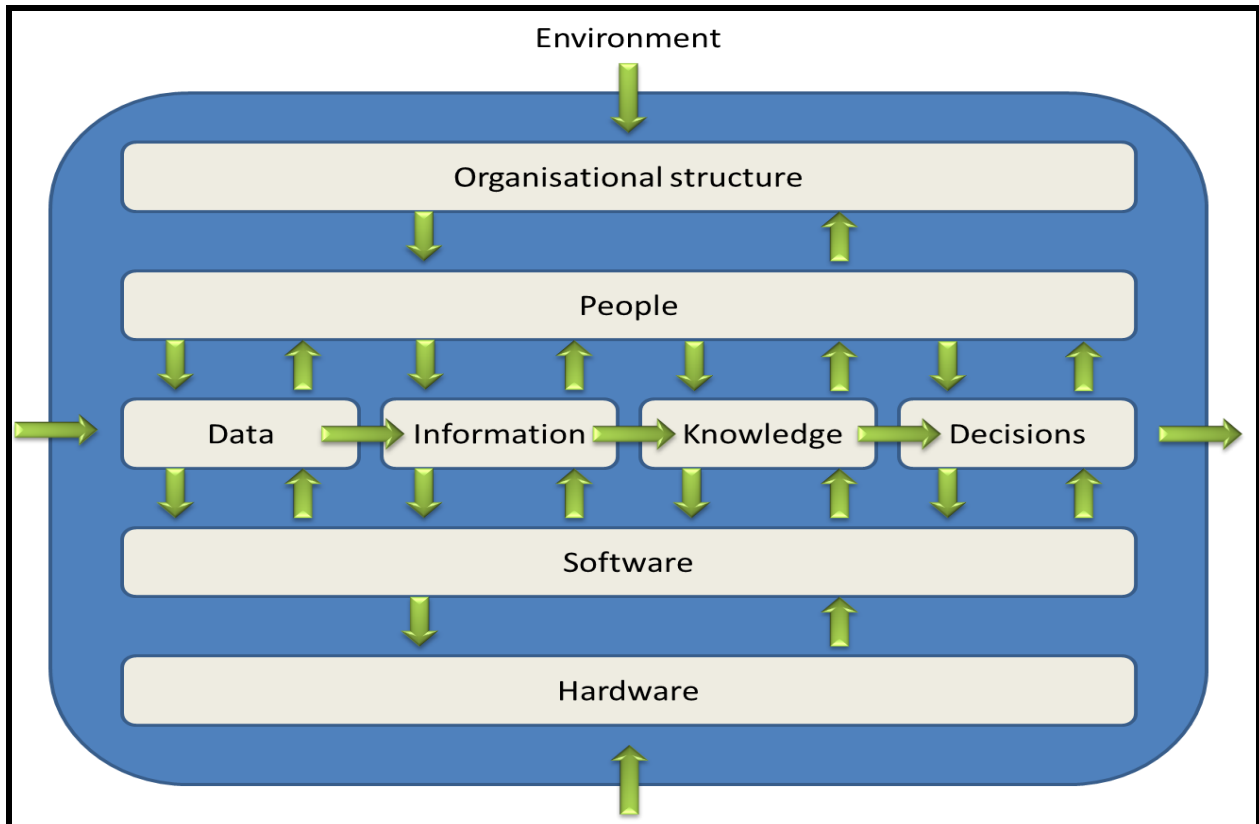 Environment
Organisational structure
People
Data
Information
Knowledge
Decisions
Software
Hardware